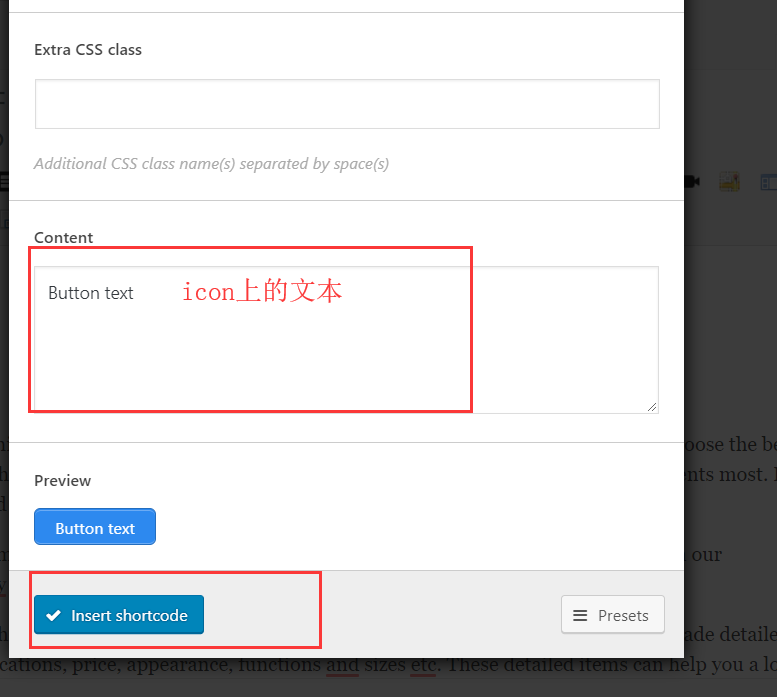 Extra CSS class
Additional CSS class name(s) separated by space(s)
Content
Button text
icon上的文本
oose the be
nts most.
Preview
Button text
our
Insert shortcode
Presets
ade detaile
cations, price, appearance, functions and sizes etc. These detailed items can help you a lo